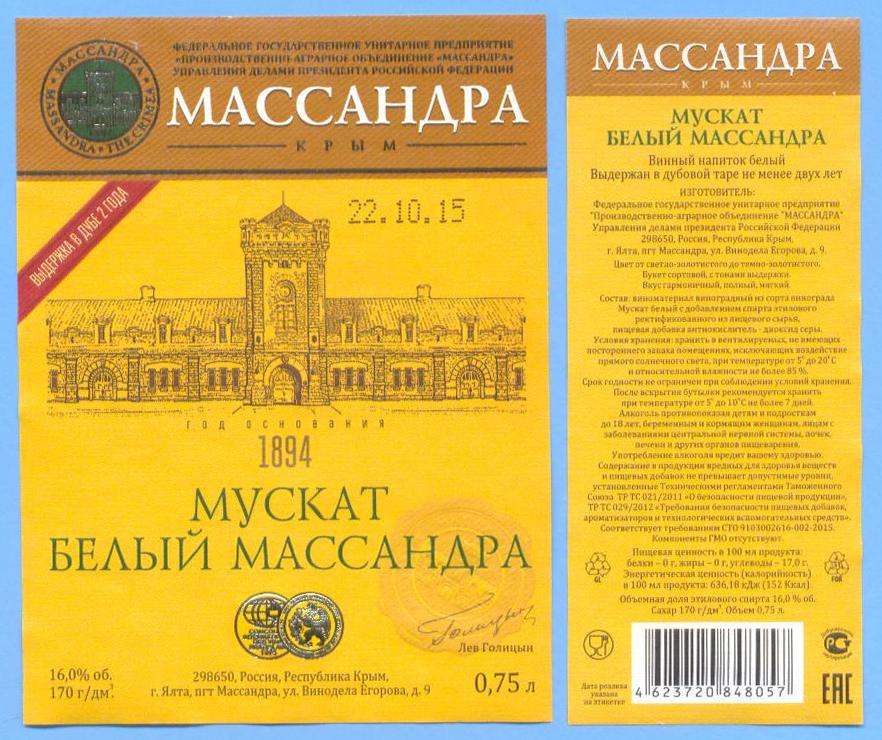 МАССАНДРА
MASSANDRA • THE CRIMEA
ФЕДЕРАЛЬНОЕ ГОСУДАРСТВЕННОЕ УНИТАРНОЕ ПРЕДПРИЯТИЕ
«ПРОИЗВОДСТВЕННО-АГРАРНОЕ ОБЪЕДИНЕНИЕ «МАССАНДРА»
УПРАВЛЕНИЯ ДЕЛАМИ ПРЕЗИДЕНТА РОССИЙСКОЙ ФЕДЕРАЦИИ
МАССАНДРА
КРЫМ
ВЫДЕРЖКА В ДУБЕ 2 ГОДА
22.10.15
год основания
1894
МУСКАТ
БЕЛЫЙ МАССАНДРА
Лев Голицын
16,0% об.
170 г/дм³.
298650, Россия, Республика Крым,
г. Ялта, пгт Массандра, ул. Винодела Егорова, д. 9
0,75 л
МАССАНДРА
КРЫМ
МУСКАТ
БЕЛЫЙ МАССАНДРА
Винный напиток белый
Выдержан в дубовой таре не менее двух лет
ИЗГОТОВИТЕЛЬ:
Федеральное государственное унитарное предприятие
"Производственно-аграрное объединение "МАССАНДРА"
Управления делами президента Российской Федерации
298650, Россия, Республика Крым,
г. Ялта, пгт Массандра, ул. Винодела Егорова, д. 9.
Цвет от светло-золотистого до темно-золотистого.
Букет сортовой, с тонами выдержки.
Вкус гармоничный, полный, мягкий
Состав: виноматериал виноградный из сорта винограда
Мускат белый с добавлением спирта этилового
ректификованного из пищевого сырья,
пищевая добавка антиокислитель - диоксид серы.
Условия хранения: хранить в вентилируемых, не имеющих
постороннего запаха помещениях, исключающих воздействие
прямого солнечного света, при температуре от 5° до 20°С
и относительной влажности не более 85 %.
Срок годности не ограничен при соблюдении условий хранения.
После вскрытия бутылки рекомендуется хранить
при температуре от 5° до 10°С не более 7 дней.
Алкоголь противопоказан детям и подросткам
до 18 лет, беременным и кормящим женщинам, лицам с
заболеваниями центральной нервной системы, почек,
печени и других органов пищеварения.
Употребление алкоголя вредит вашему здоровью.
Содержание в продукции вредных для здоровья веществ
и пищевых добавок не превышает допустимые уровни,
установленные Техническими регламентами Таможенного
Союза ТР ТС 021/2011 «О безопасности пищевой продукции»,
ТР ТС 029/2012 «Требования безопасности пищевых добавок,
ароматизаторов и технологических вспомогательных средств».
Соответствует требованиям СТО 9103002616-002-2015.
Компоненты ГМО отсутствуют.
Пищевая ценность в 100 мл продукта:
белки – 0 г, жиры – 0 г, углеводы – 17,0 г.
Энергетическая ценность (калорийность)
в 100 мл продукта: 636,18 кДж (152 Ккал).
Объемная доля этилового спирта 16,0 % об.
Сахар 170 г/дм³. Объем 0,75 л.
GL
FOR
Дата розлива
указана
на этикетке
4 623720 848057
ЕАС